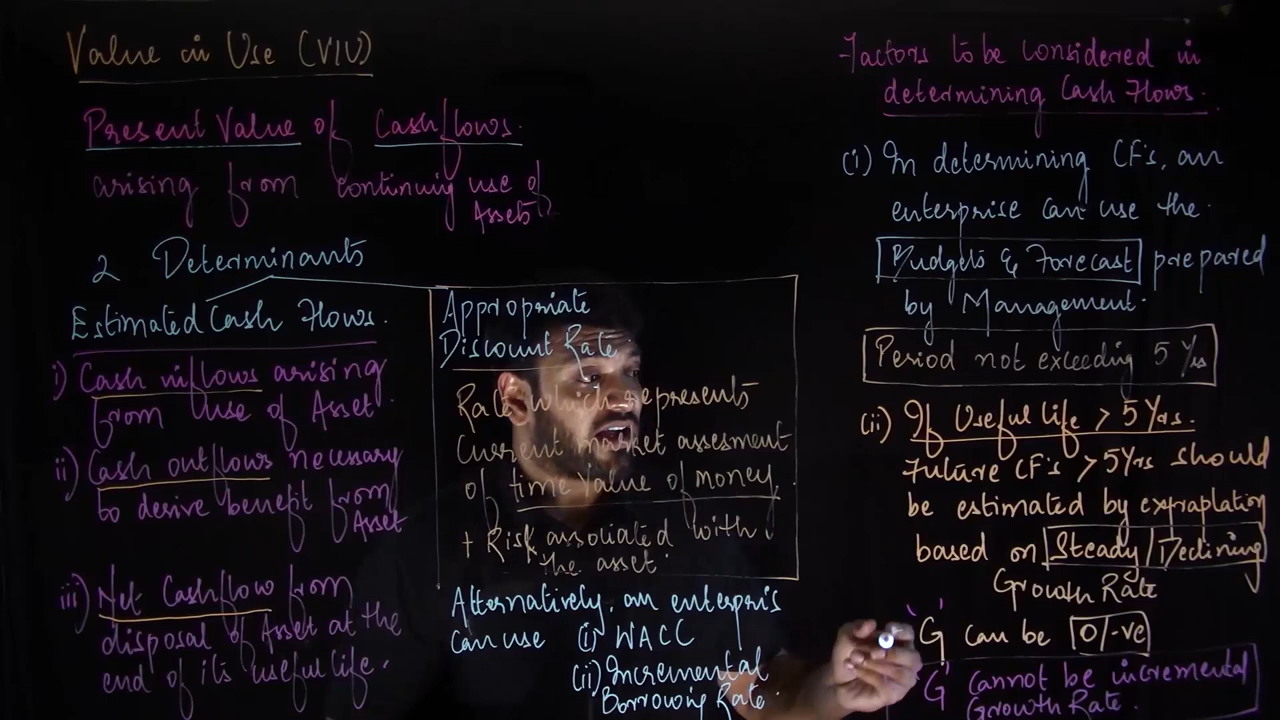 Value in Use (VIU)
Present Value of Cashflows.
arising from continuing use of
Assets
2 Determinants
Estimated Cash Flows.
i) Cash inflows arising
from use of Asset.
ii) Cash outflows necessary
to derive benefit from
Asset
iii) Net Cashflow from
disposal of Asset at the
end of its useful life.
Appropriate
Discount Rate
Rate which represents
Current market assesment
of time value of money.
+ Risk associated with
the asset.
Alternatively, an enterpris
can use (i) WACC
(ii) Incremental
Borrowing Rate.
Factors to be considered in
determining Cash Flows.
(i) In determining CF's, an
enterprise can use the
Budgets & Forecast prepared
by Management.
Period not exceeding 5 Yrs
(ii) If Useful life > 5 Yrs.
Future CF's > 5Yrs should
be estimated by extraplation
based on Steady / Declining
Growth Rate
'G' can be 0/-ve
'G' cannot be incremental
Growth Rate.